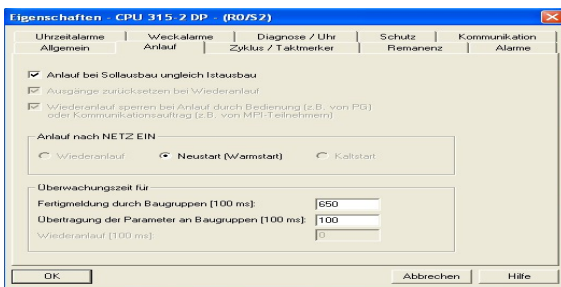 Eigenschaften - CPU 315-2 DP - (R0/S2)
Uhrzeitalarme Weckalarme Diagnose / Uhr Schutz Kommunikation
Allgemein Anlauf Zyklus / Taktmerker Remanenz Alarme
Anlauf bei Sollausbau ungleich Istausbau
Ausgänge zurücksetzen bei Wiederanlauf
Wiederanlauf sperren bei Anlauf durch Bedienung (z.B. von PG)
oder Kommunikationsauftrag (z.B. von MPI-Teilnehmern)
Anlauf nach NETZ EIN
Wiederanlauf Neustart (Warmstart) Kaltstart
Überwachungszeit für
Fertigmeldung durch Baugruppen [100 ms]: 650
Übertragung der Parameter an Baugruppen [100 ms]: 100
Wiederanlauf [100 ms]: 0
OK Abbrechen Hilfe